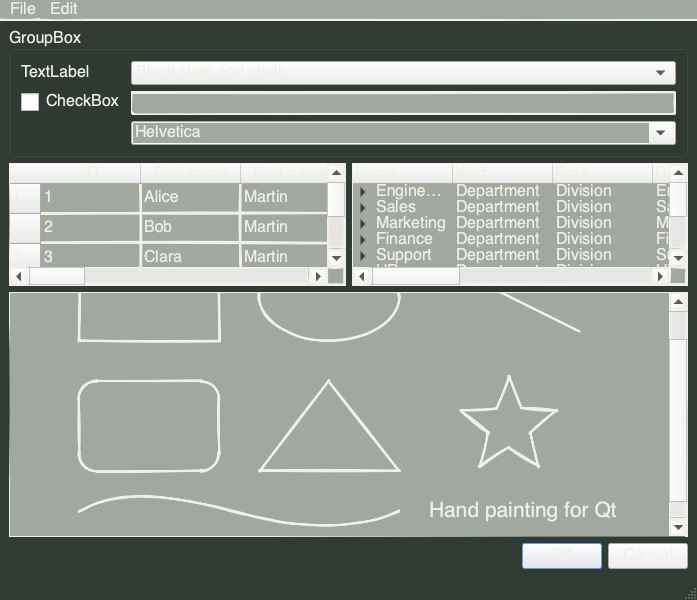 File Edit
GroupBox
TextLabel Black slate and chalk
CheckBox
Helvetica
ID First name Last name
1 Alice Martin
2 Bob Martin
3 Clara Martin
Name Kind Role
Engine… Department Division
Sales Department Division
Marketing Department Division
Finance Department Division
Support Department Division
Hand painting for Qt
OK Cancel